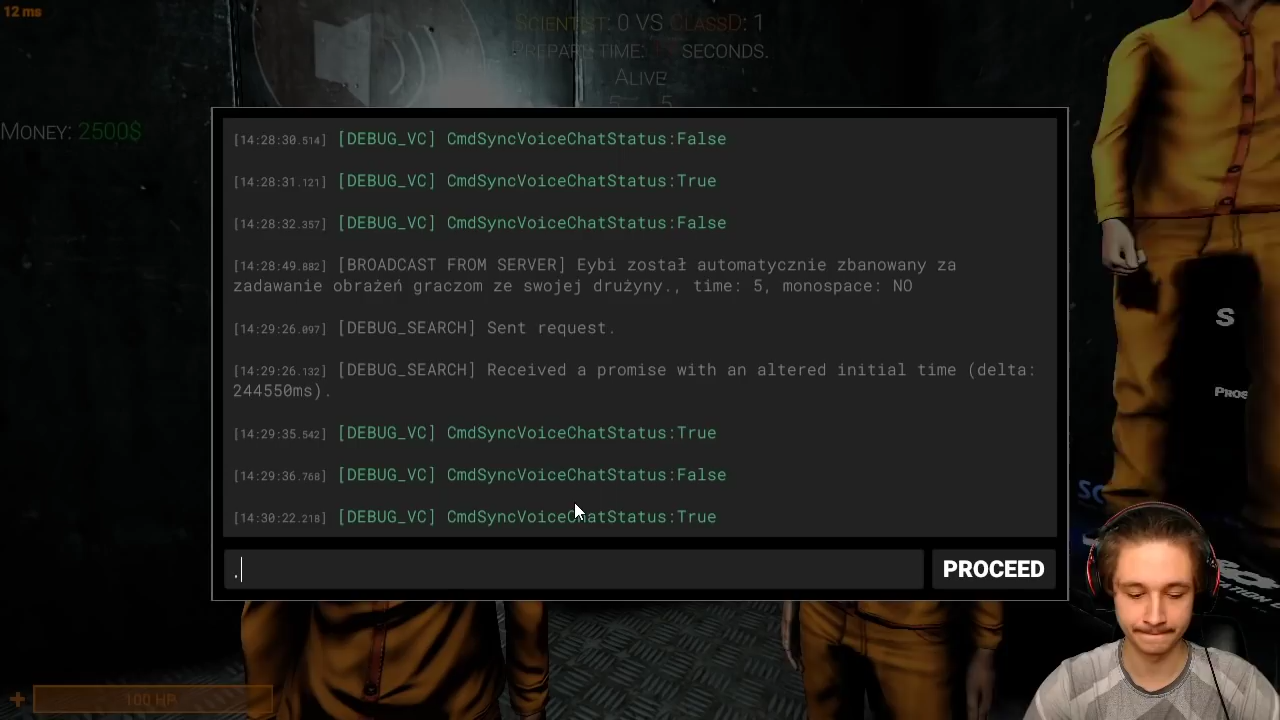 12 ms
SCIENTIST: 0 VS CLASSD: 1
PREPARE TIME: SECONDS.
ALIVE
5 5
MONEY: 2500$
[14:28:30.514] [DEBUG_VC] CmdSyncVoiceChatStatus:False
[14:28:31.121] [DEBUG_VC] CmdSyncVoiceChatStatus:True
[14:28:32.357] [DEBUG_VC] CmdSyncVoiceChatStatus:False
[14:28:49.882] [BROADCAST FROM SERVER] Eybi został automatycznie zbanowany za
zadawanie obrażeń graczom ze swojej drużyny., time: 5, monospace: NO
[14:29:26.097] [DEBUG_SEARCH] Sent request.
[14:29:26.132] [DEBUG_SEARCH] Received a promise with an altered initial time (delta:
244550ms).
[14:29:35.542] [DEBUG_VC] CmdSyncVoiceChatStatus:True
[14:29:36.768] [DEBUG_VC] CmdSyncVoiceChatStatus:False
[14:30:22.218] [DEBUG_VC] CmdSyncVoiceChatStatus:True
.
PROCEED
S
100 HP